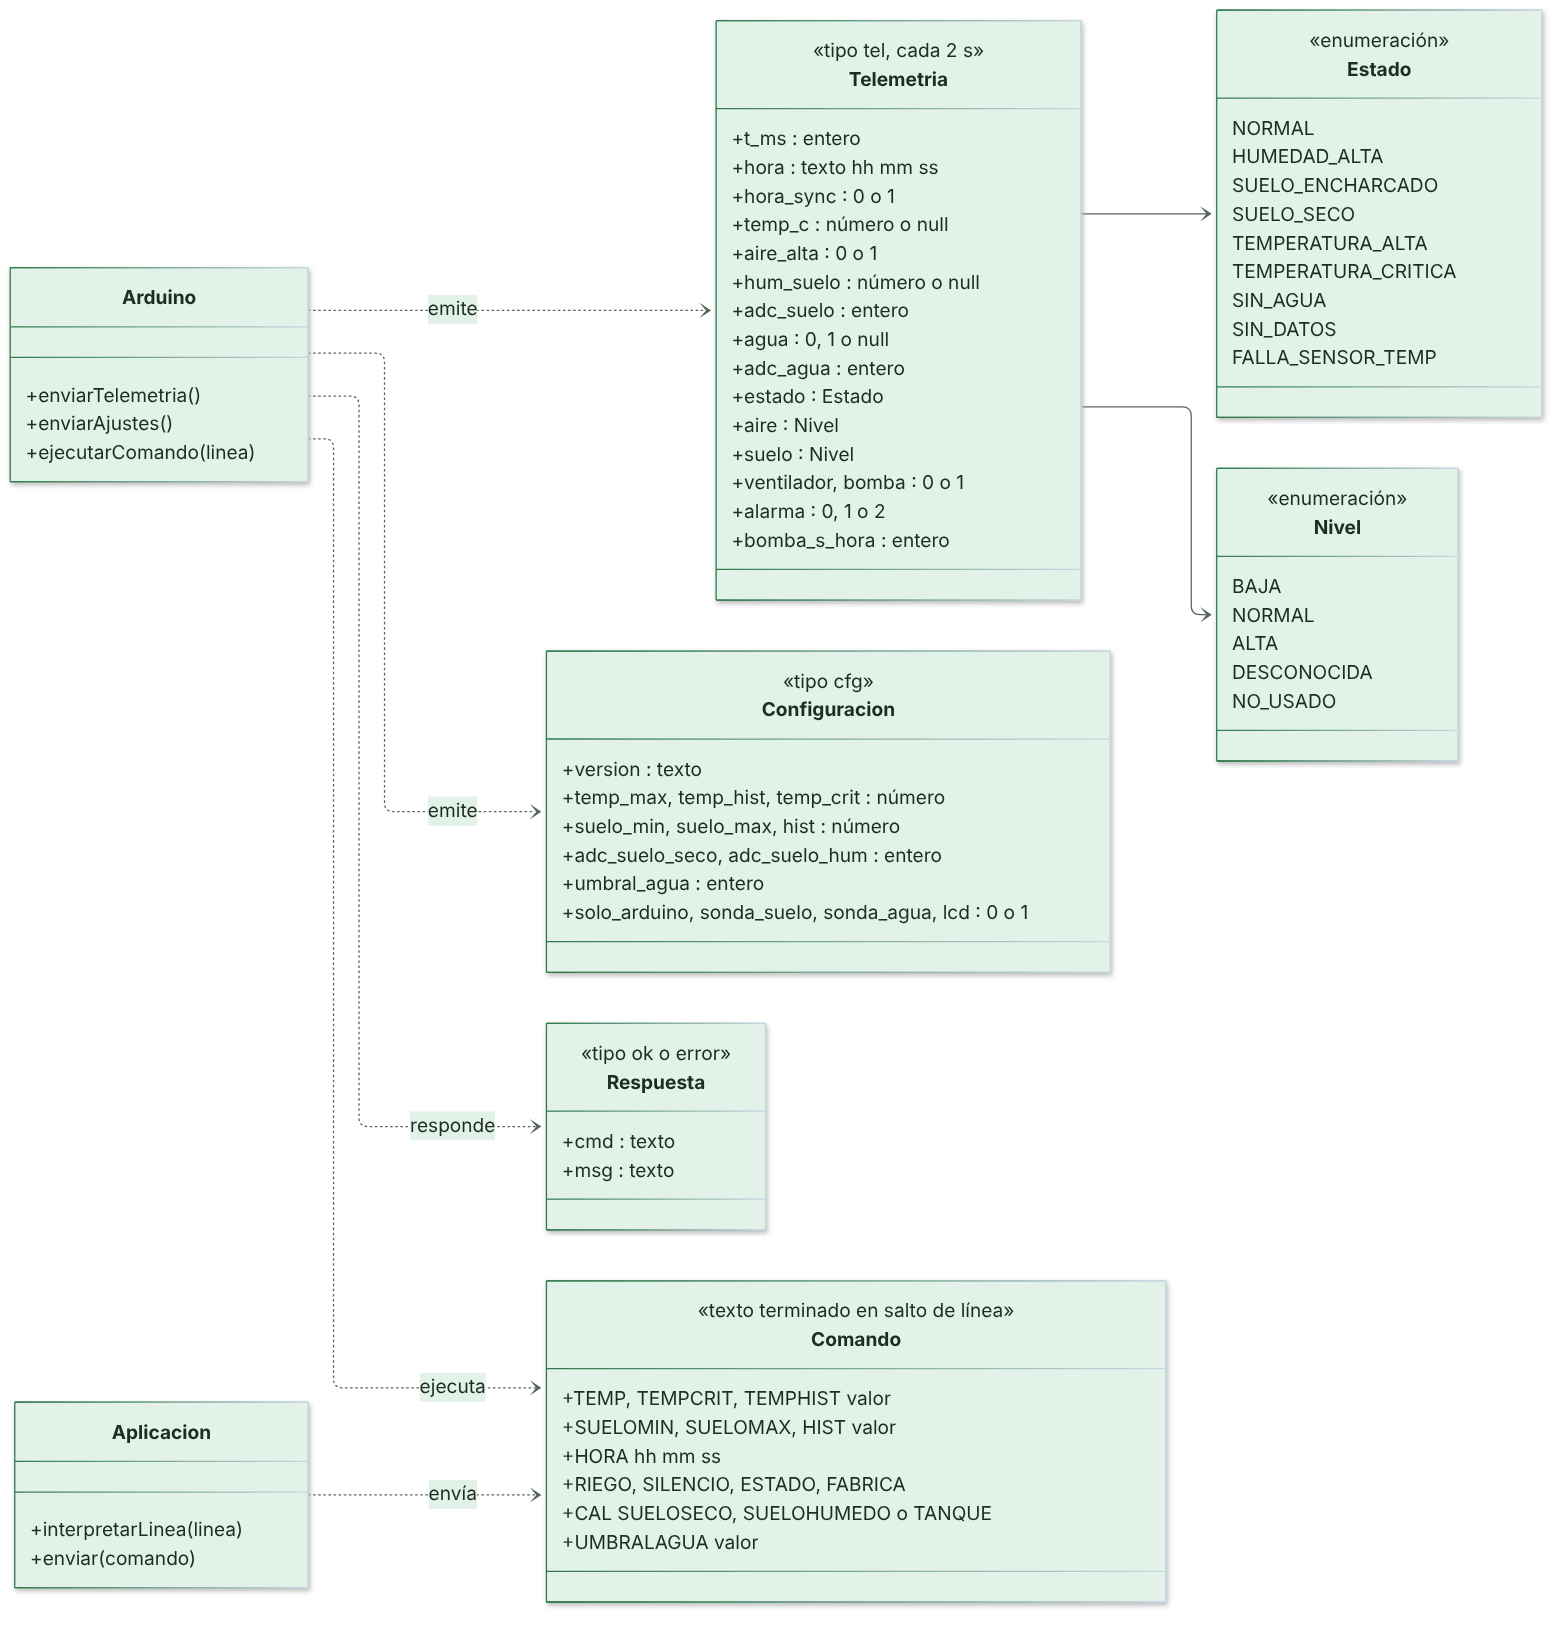 «tipo tel, cada 2 s»
Telemetria
+t_ms : entero
+hora : texto hh mm ss
+hora_sync : 0 o 1
+temp_c : número o null
+aire_alta : 0 o 1
+hum_suelo : número o null
+adc_suelo : entero
+agua : 0, 1 o null
+adc_agua : entero
+estado : Estado
+aire : Nivel
+suelo : Nivel
+ventilador, bomba : 0 o 1
+alarma : 0, 1 o 2
+bomba_s_hora : entero
«enumeración»
Estado
NORMAL
HUMEDAD_ALTA
SUELO_ENCHARCADO
SUELO_SECO
TEMPERATURA_ALTA
TEMPERATURA_CRITICA
SIN_AGUA
SIN_DATOS
FALLA_SENSOR_TEMP
Arduino
+enviarTelemetria()
+enviarAjustes()
+ejecutarComando(linea)
emite
«enumeración»
Nivel
BAJA
NORMAL
ALTA
DESCONOCIDA
NO_USADO
«tipo cfg»
Configuracion
+version : texto
+temp_max, temp_hist, temp_crit : número
+suelo_min, suelo_max, hist : número
+adc_suelo_seco, adc_suelo_hum : entero
+umbral_agua : entero
+solo_arduino, sonda_suelo, sonda_agua, lcd : 0 o 1
emite
«tipo ok o error»
Respuesta
+cmd : texto
+msg : texto
responde
«texto terminado en salto de línea»
Comando
+TEMP, TEMPCRIT, TEMPHIST valor
+SUELOMIN, SUELOMAX, HIST valor
+HORA hh mm ss
+RIEGO, SILENCIO, ESTADO, FABRICA
+CAL SUELOSECO, SUELOHUMEDO o TANQUE
+UMBRALAGUA valor
ejecuta
Aplicacion
+interpretarLinea(linea)
+enviar(comando)
envía